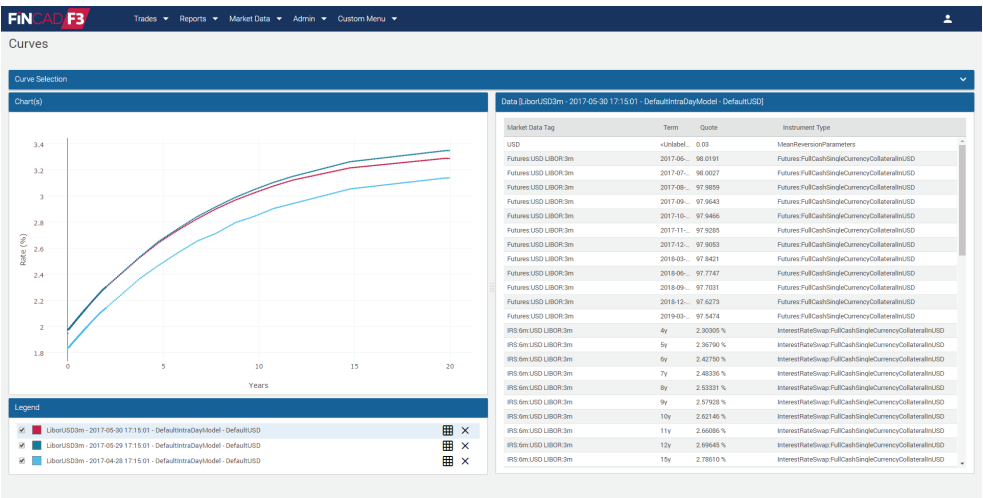 FINCAD F3 Trades Reports Market Data Admin Custom Menu
Curves
Curve Selection
Chart(s)
3.4
3.2
3
2.8
2.6
2.4
2.2
2
1.8
Rate (%)
0 5 10 15 20
Years
Legend
LiborUSD3m - 2017-05-30 17:15:01 - DefaultIntraDayModel - DefaultUSD
LiborUSD3m - 2017-05-29 17:15:01 - DefaultIntraDayModel - DefaultUSD
LiborUSD3m - 2017-04-28 17:15:01 - DefaultIntraDayModel - DefaultUSD
Data [LiborUSD3m - 2017-05-30 17:15:01 - DefaultIntraDayModel - DefaultUSD]
Market Data Tag Term Quote Instrument Type
USD <Unlabel... 0.03 MeanReversionParameters
Futures:USD LIBOR:3m 2017-06-... 98.0191 Futures:FullCashSingleCurrencyCollateralInUSD
Futures:USD LIBOR:3m 2017-07-... 98.0027 Futures:FullCashSingleCurrencyCollateralInUSD
Futures:USD LIBOR:3m 2017-08-... 97.9859 Futures:FullCashSingleCurrencyCollateralInUSD
Futures:USD LIBOR:3m 2017-09-... 97.9643 Futures:FullCashSingleCurrencyCollateralInUSD
Futures:USD LIBOR:3m 2017-10-... 97.9466 Futures:FullCashSingleCurrencyCollateralInUSD
Futures:USD LIBOR:3m 2017-11-... 97.9285 Futures:FullCashSingleCurrencyCollateralInUSD
Futures:USD LIBOR:3m 2017-12-... 97.9053 Futures:FullCashSingleCurrencyCollateralInUSD
Futures:USD LIBOR:3m 2018-03-... 97.8421 Futures:FullCashSingleCurrencyCollateralInUSD
Futures:USD LIBOR:3m 2018-06-... 97.7747 Futures:FullCashSingleCurrencyCollateralInUSD
Futures:USD LIBOR:3m 2018-09-... 97.7031 Futures:FullCashSingleCurrencyCollateralInUSD
Futures:USD LIBOR:3m 2018-12-... 97.6273 Futures:FullCashSingleCurrencyCollateralInUSD
Futures:USD LIBOR:3m 2019-03-... 97.5474 Futures:FullCashSingleCurrencyCollateralInUSD
IRS:6m:USD LIBOR:3m 4y 2.30305 % InterestRateSwap:FullCashSingleCurrencyCollateralInUSD
IRS:6m:USD LIBOR:3m 5y 2.36790 % InterestRateSwap:FullCashSingleCurrencyCollateralInUSD
IRS:6m:USD LIBOR:3m 6y 2.42750 % InterestRateSwap:FullCashSingleCurrencyCollateralInUSD
IRS:6m:USD LIBOR:3m 7y 2.48336 % InterestRateSwap:FullCashSingleCurrencyCollateralInUSD
IRS:6m:USD LIBOR:3m 8y 2.53331 % InterestRateSwap:FullCashSingleCurrencyCollateralInUSD
IRS:6m:USD LIBOR:3m 9y 2.57928 % InterestRateSwap:FullCashSingleCurrencyCollateralInUSD
IRS:6m:USD LIBOR:3m 10y 2.62146 % InterestRateSwap:FullCashSingleCurrencyCollateralInUSD
IRS:6m:USD LIBOR:3m 11y 2.66086 % InterestRateSwap:FullCashSingleCurrencyCollateralInUSD
IRS:6m:USD LIBOR:3m 12y 2.69645 % InterestRateSwap:FullCashSingleCurrencyCollateralInUSD
IRS:6m:USD LIBOR:3m 15y 2.78610 % InterestRateSwap:FullCashSingleCurrencyCollateralInUSD